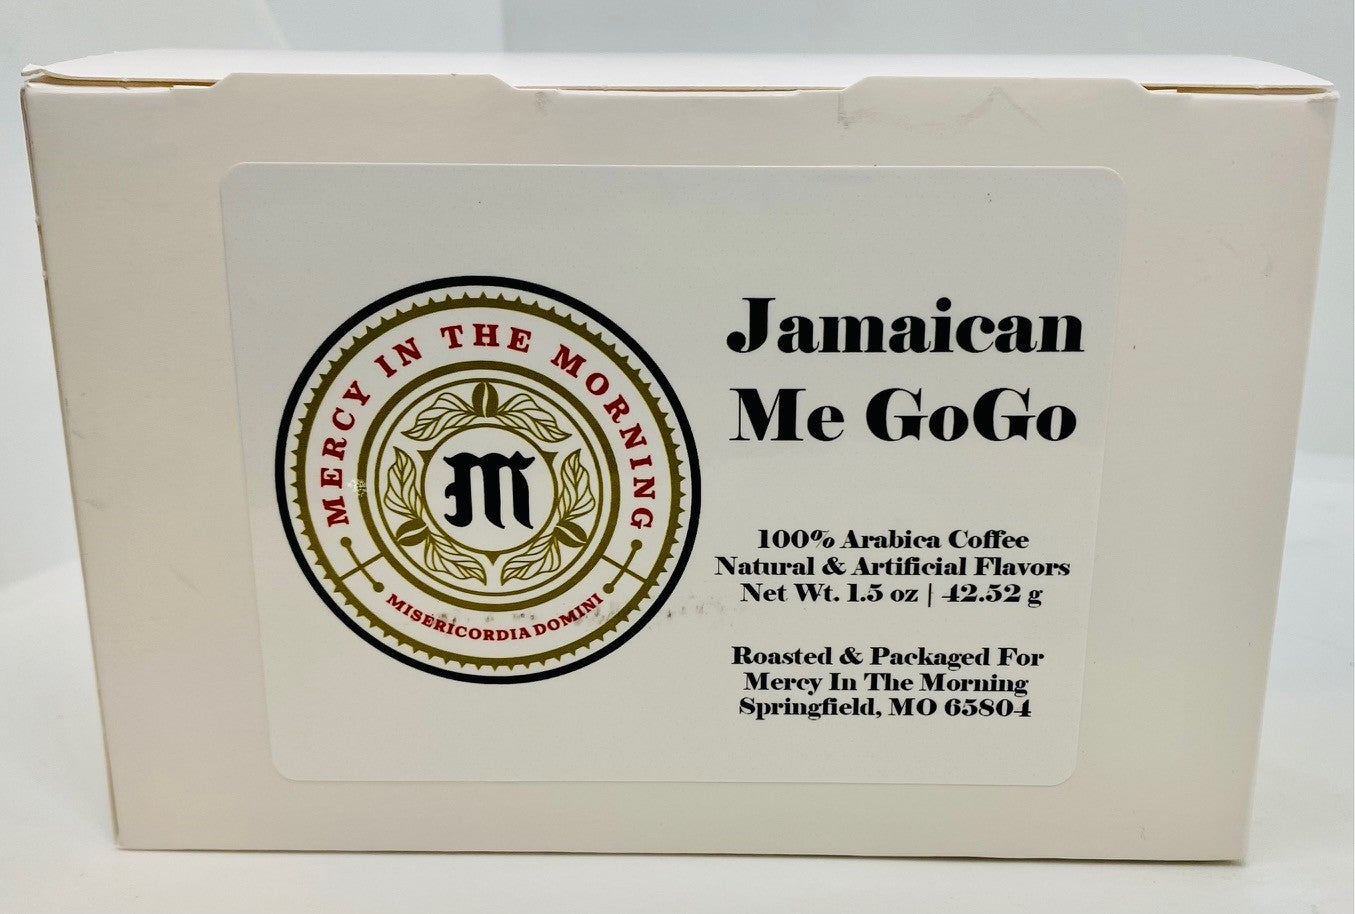 MERCY IN THE MORNING
M
MISERICORDIA DOMINI
Jamaican
Me GoGo
100% Arabica Coffee
Natural & Artificial Flavors
Net Wt. 1.5 oz | 42.52 g
Roasted & Packaged For
Mercy In The Morning
Springfield, MO 65804